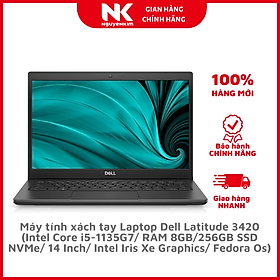 NK
NGUYENKIM
GIAN HÀNG
CHÍNH HÃNG
100%
HÀNG MỚI
Bảo hành
CHÍNH HÃNG
Giao hàng
NHANH
DELL
Máy tính xách tay Laptop Dell Latitude 3420
(Intel Core i5-1135G7/ RAM 8GB/256GB SSD
NVMe/ 14 Inch/ Intel Iris Xe Graphics/ Fedora Os)